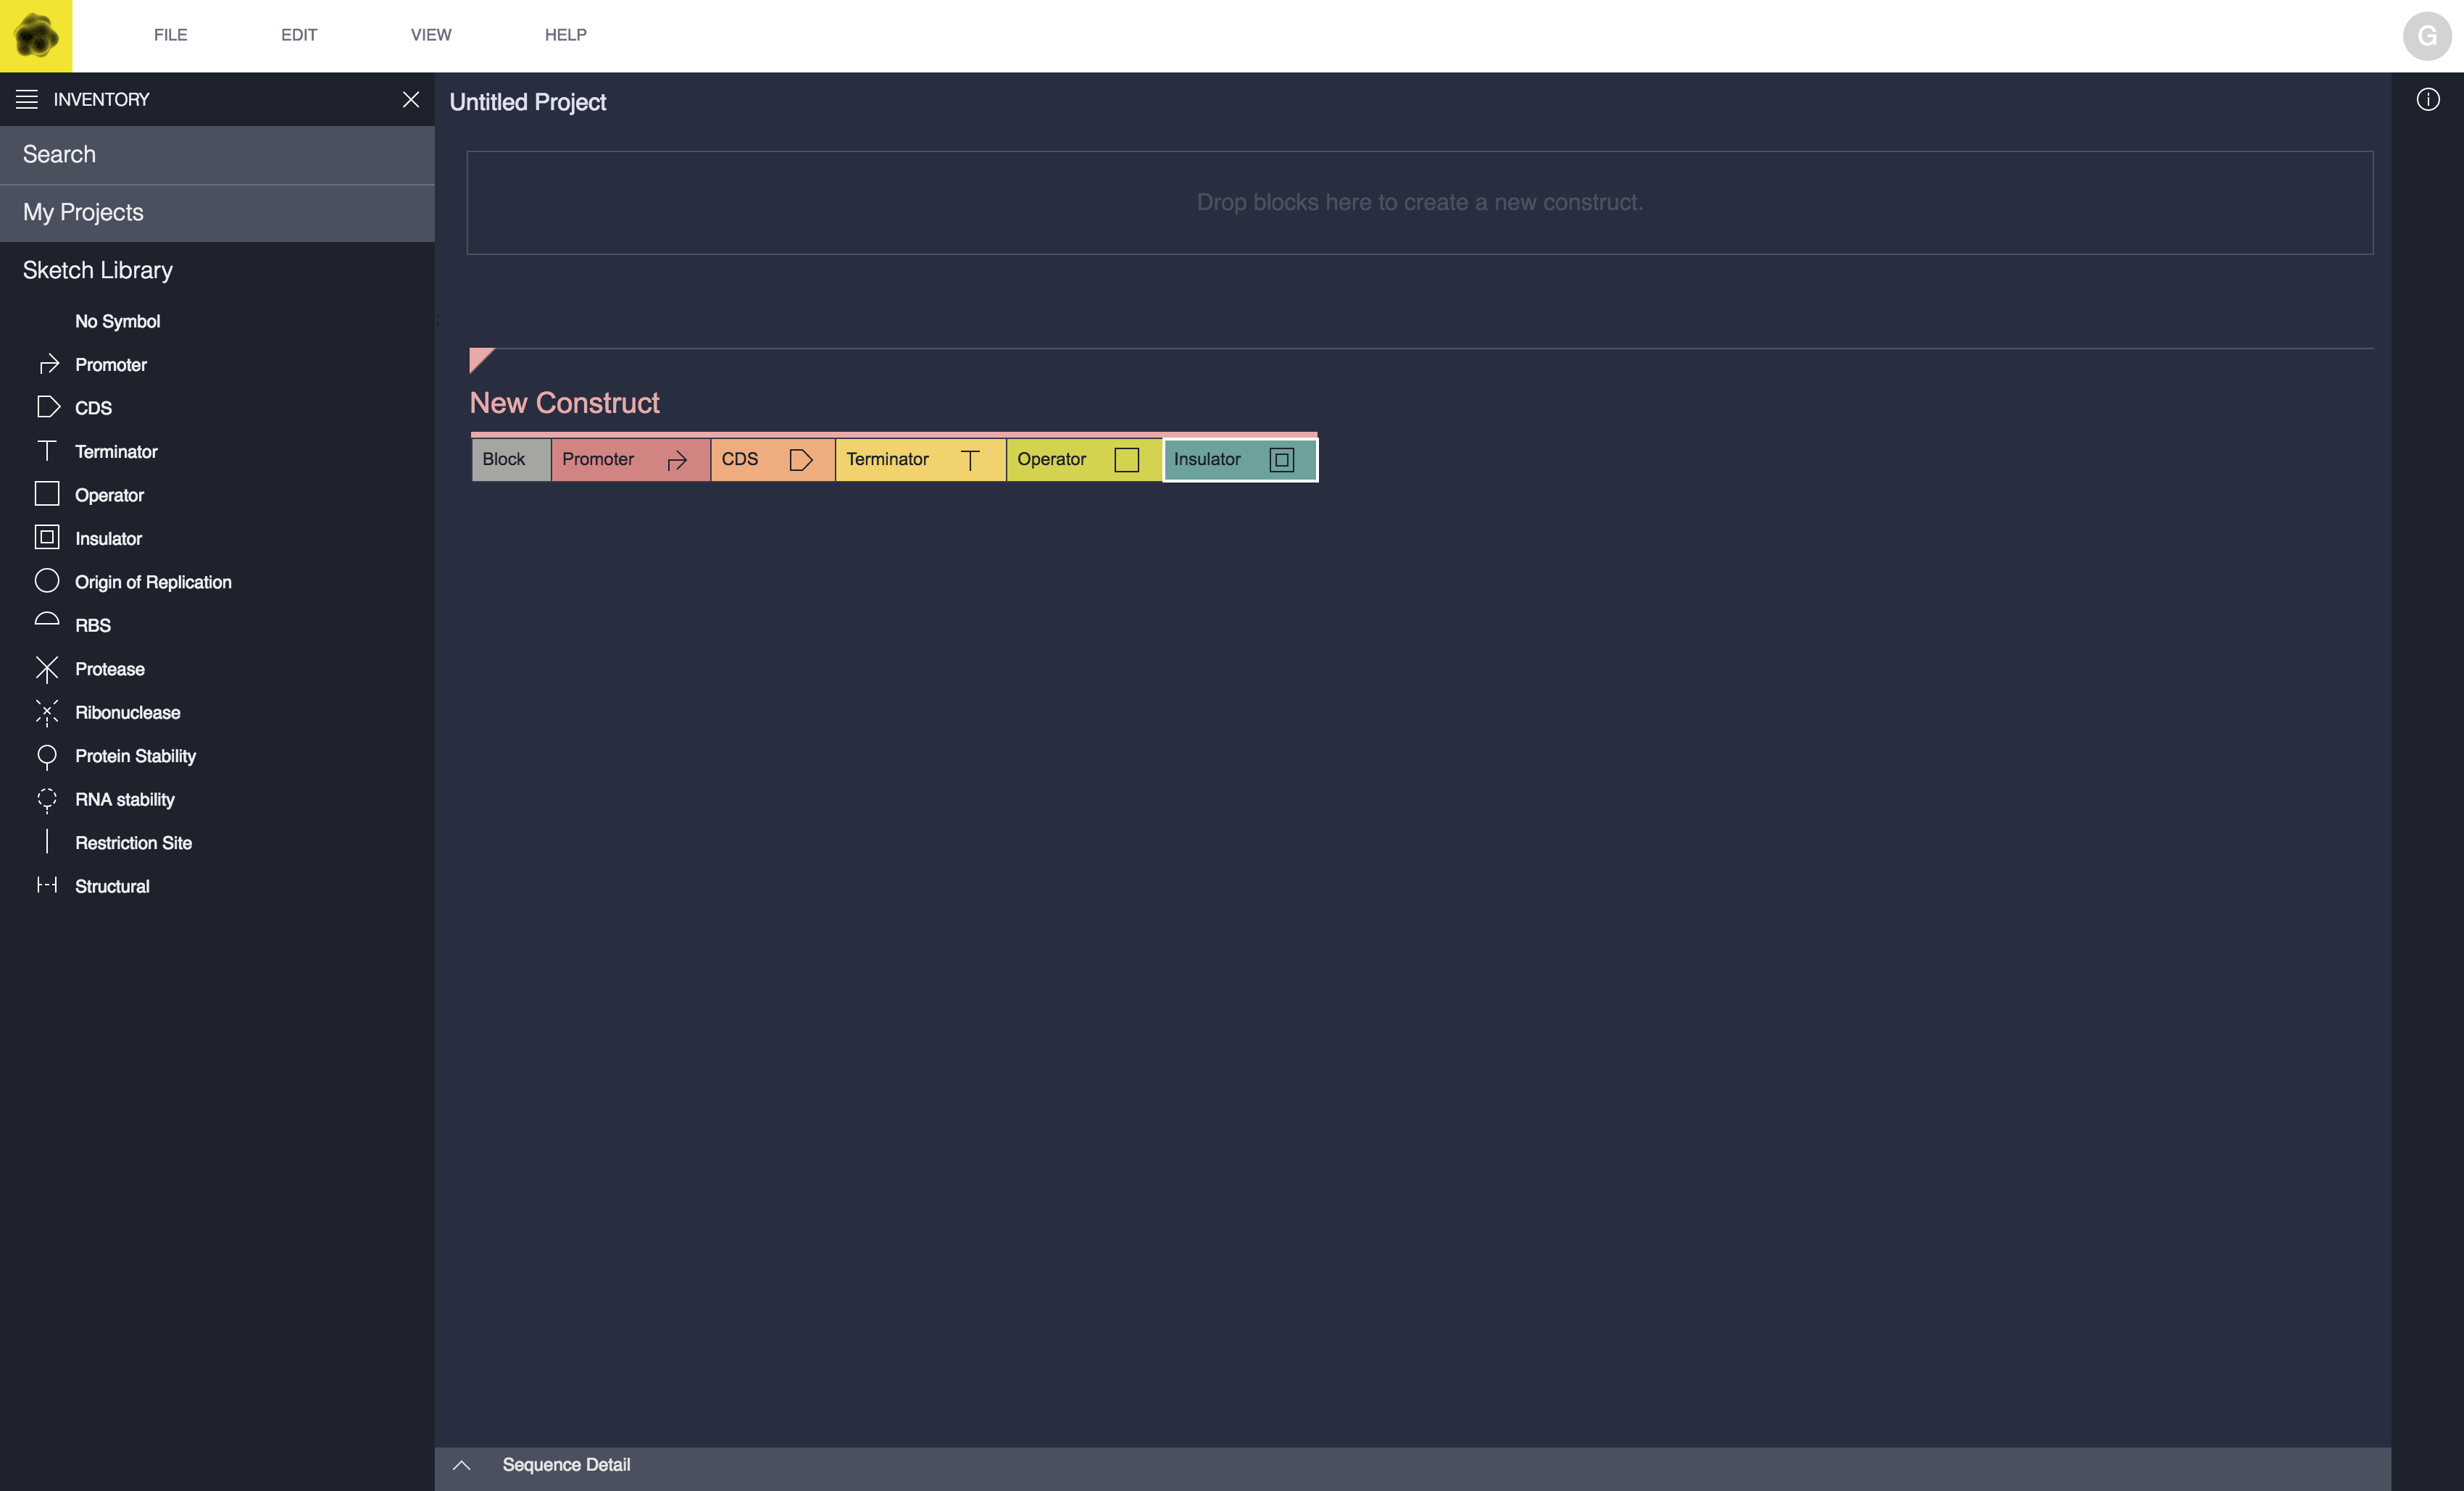 FILE EDIT VIEW HELP
G
INVENTORY
Untitled Project
Search
My Projects
Sketch Library
No Symbol
Promoter
CDS
Terminator
Operator
Insulator
Origin of Replication
RBS
Protease
Ribonuclease
Protein Stability
RNA stability
Restriction Site
Structural
Drop blocks here to create a new construct.
New Construct
Block Promoter CDS Terminator Operator Insulator
Sequence Detail